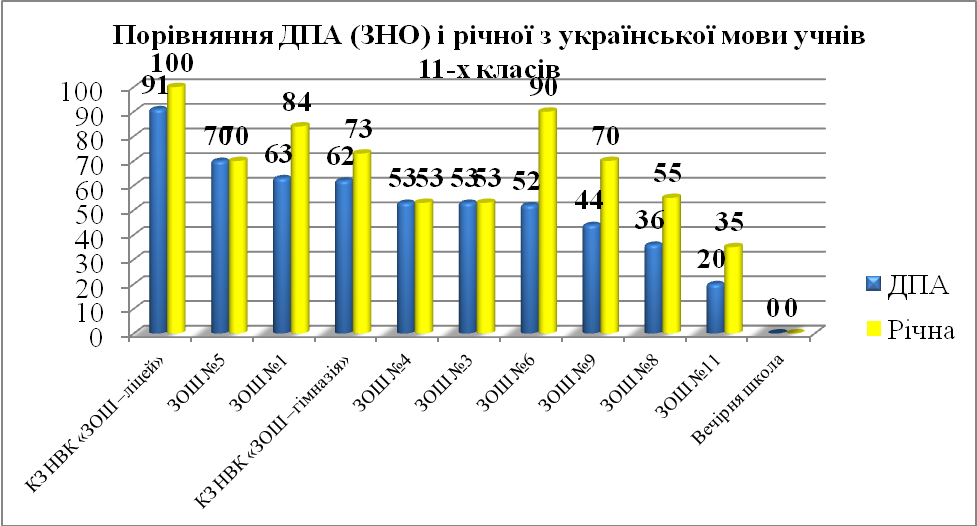 Порівняння ДПА (ЗНО) і річної з української мови учнів
11-х класів
100
90
80
70
60
50
40
30
20
10
0
91
100
70
70
63
84
62
73
53
53
53
53
52
90
44
70
36
55
20
35
0
0
КЗ НВК «ЗОШ –ліцей»
ЗОШ №5
ЗОШ №1
КЗ НВК «ЗОШ –гімназія»
ЗОШ №4
ЗОШ №3
ЗОШ №6
ЗОШ №9
ЗОШ №8
ЗОШ №11
Вечірня школа
ДПА
Річна